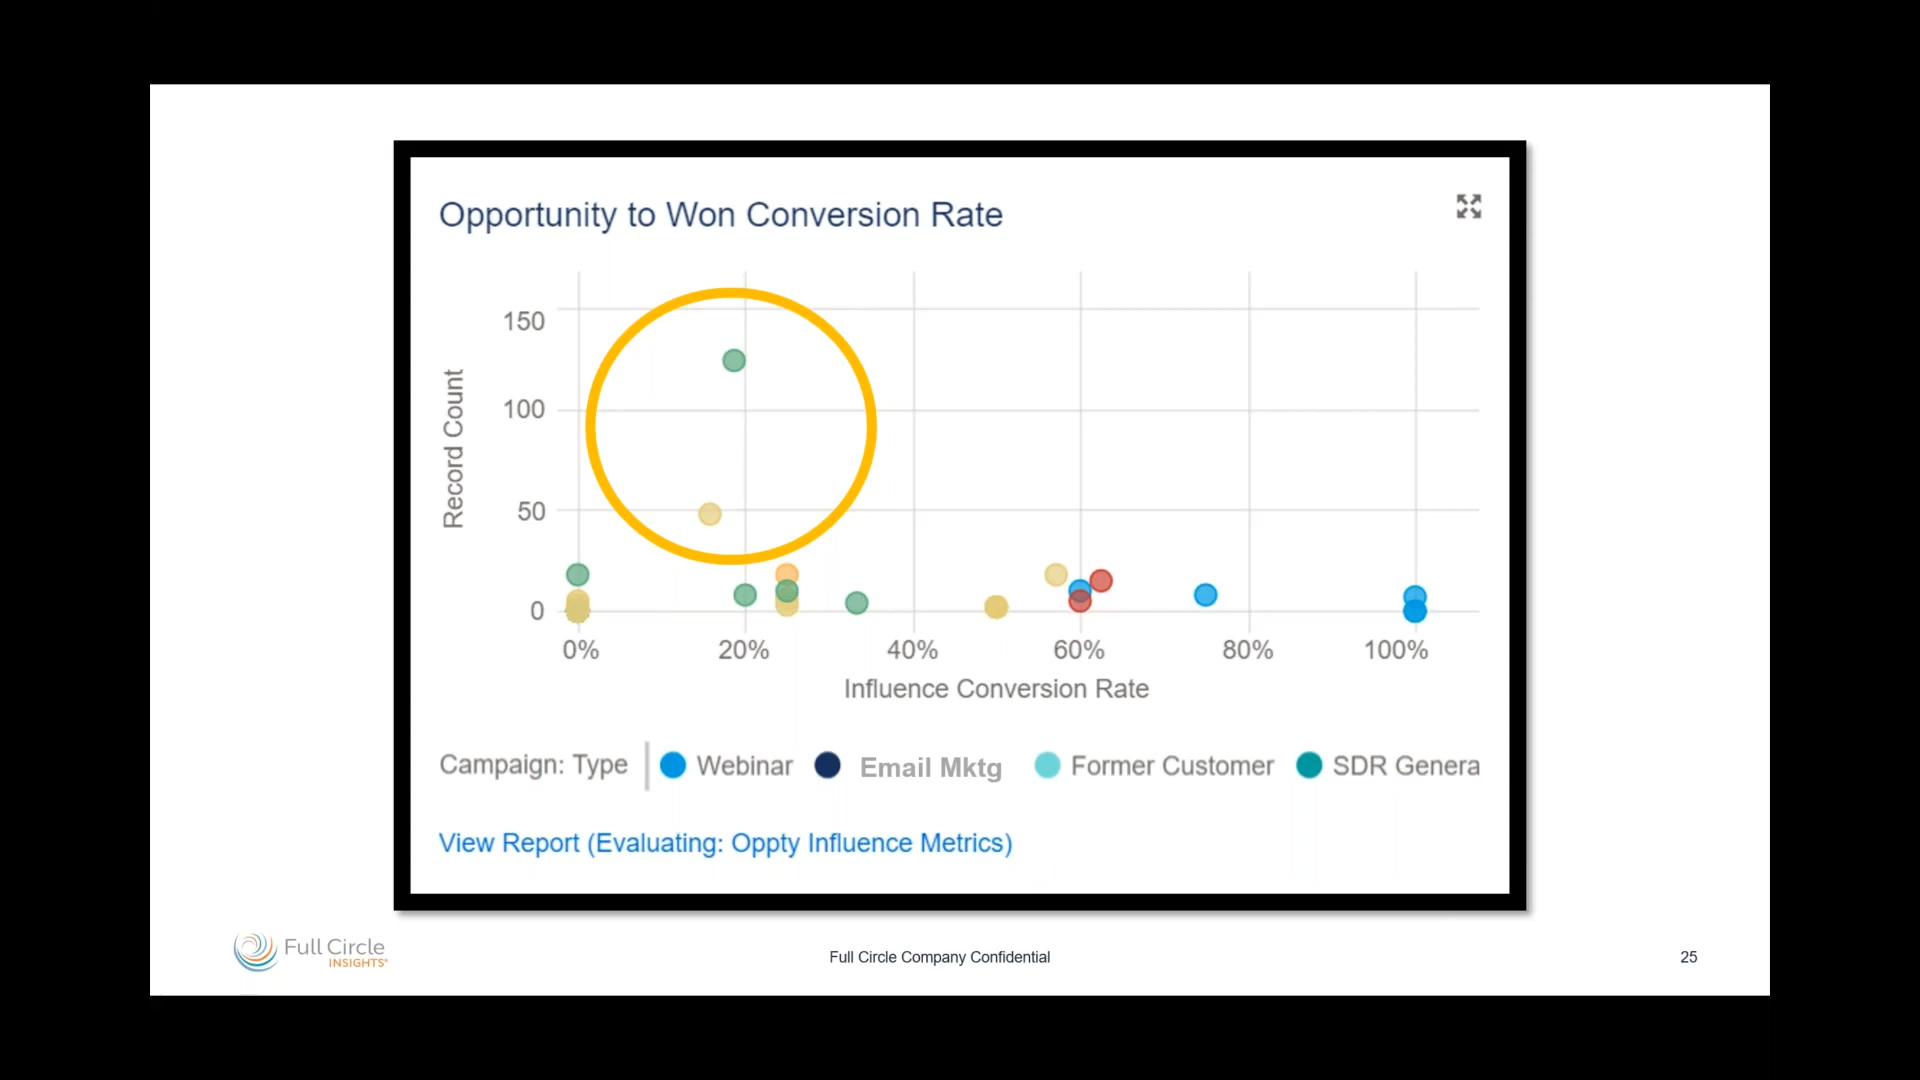 Opportunity to Won Conversion Rate
Record Count
150
100
50
0
0% 20% 40% 60% 80% 100%
Influence Conversion Rate
Campaign: Type Webinar Email Mktg Former Customer SDR Genera
View Report (Evaluating: Oppty Influence Metrics)
Full Circle
INSIGHTS
Full Circle Company Confidential
25